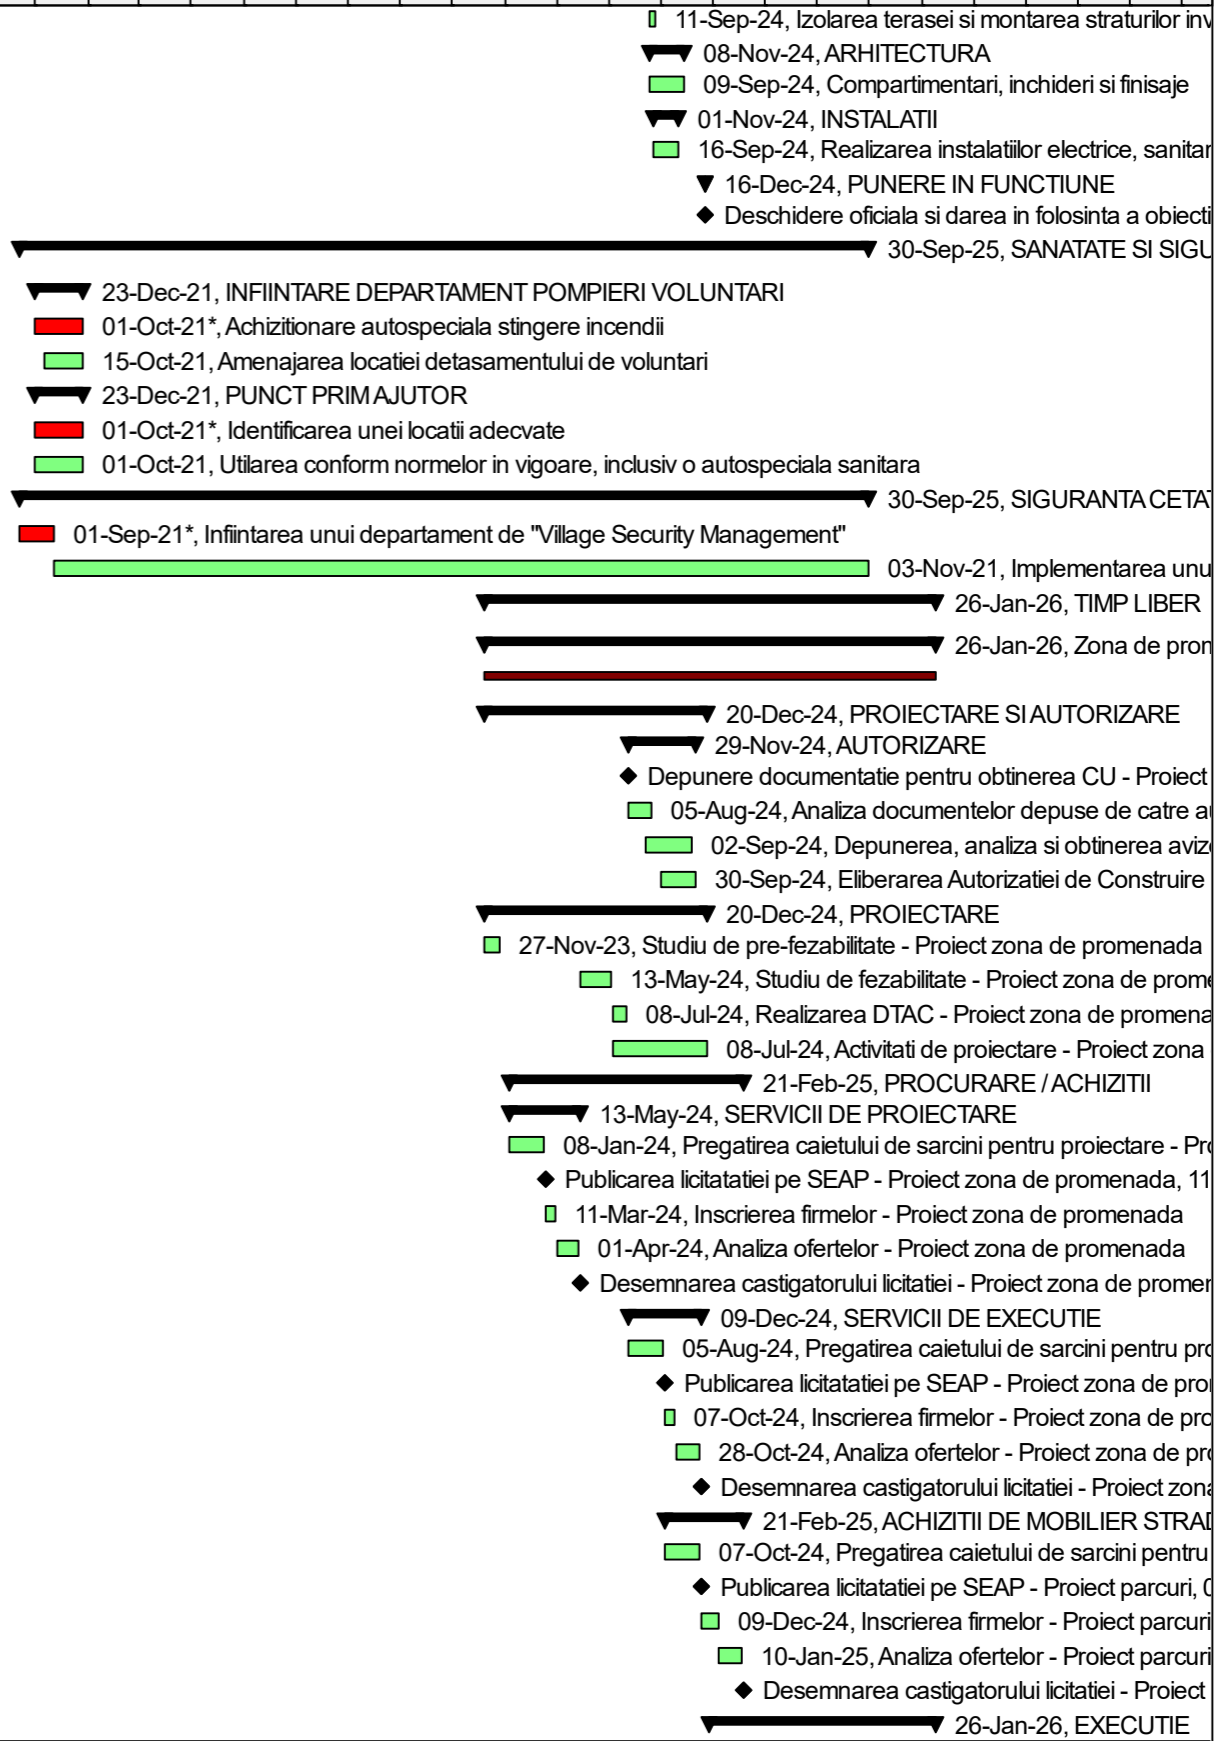 11-Sep-24, Izolarea terasei si montarea straturilor inv
08-Nov-24, ARHITECTURA
09-Sep-24, Compartimentari, inchideri si finisaje
01-Nov-24, INSTALATII
16-Sep-24, Realizarea instalatiilor electrice, sanitar
16-Dec-24, PUNERE IN FUNCTIUNE
Deschidere oficiala si darea in folosinta a obiecti
30-Sep-25, SANATATE SI SIGU
23-Dec-21, INFIINTARE DEPARTAMENT POMPIERI VOLUNTARI
01-Oct-21*, Achizitionare autospeciala stingere incendii
15-Oct-21, Amenajarea locatiei detasamentului de voluntari
23-Dec-21, PUNCT PRIM AJUTOR
01-Oct-21*, Identificarea unei locatii adecvate
01-Oct-21, Utilarea conform normelor in vigoare, inclusiv o autospeciala sanitara
30-Sep-25, SIGURANTA CETAT
01-Sep-21*, Infiintarea unui departament de "Village Security Management"
03-Nov-21, Implementarea unu
26-Jan-26, TIMP LIBER
26-Jan-26, Zona de prom
20-Dec-24, PROIECTARE SI AUTORIZARE
29-Nov-24, AUTORIZARE
Depunere documentatie pentru obtinerea CU - Proiect
05-Aug-24, Analiza documentelor depuse de catre au
02-Sep-24, Depunerea, analiza si obtinerea avize
30-Sep-24, Eliberarea Autorizatiei de Construire
20-Dec-24, PROIECTARE
27-Nov-23, Studiu de pre-fezabilitate - Proiect zona de promenada
13-May-24, Studiu de fezabilitate - Proiect zona de prome
08-Jul-24, Realizarea DTAC - Proiect zona de promena
08-Jul-24, Activitati de proiectare - Proiect zona
21-Feb-25, PROCURARE / ACHIZITII
13-May-24, SERVICII DE PROIECTARE
08-Jan-24, Pregatirea caietului de sarcini pentru proiectare - Pro
Publicarea licitatatiei pe SEAP - Proiect zona de promenada, 11
11-Mar-24, Inscrierea firmelor - Proiect zona de promenada
01-Apr-24, Analiza ofertelor - Proiect zona de promenada
Desemnarea castigatorului licitatiei - Proiect zona de promen
09-Dec-24, SERVICII DE EXECUTIE
05-Aug-24, Pregatirea caietului de sarcini pentru pro
Publicarea licitatatiei pe SEAP - Proiect zona de pro
07-Oct-24, Inscrierea firmelor - Proiect zona de pro
28-Oct-24, Analiza ofertelor - Proiect zona de pro
Desemnarea castigatorului licitatiei - Proiect zona
21-Feb-25, ACHIZITII DE MOBILIER STRAD
07-Oct-24, Pregatirea caietului de sarcini pentru
Publicarea licitatatiei pe SEAP - Proiect parcuri, 0
09-Dec-24, Inscrierea firmelor - Proiect parcuri
10-Jan-25, Analiza ofertelor - Proiect parcuri
Desemnarea castigatorului licitatiei - Proiect
26-Jan-26, EXECUTIE